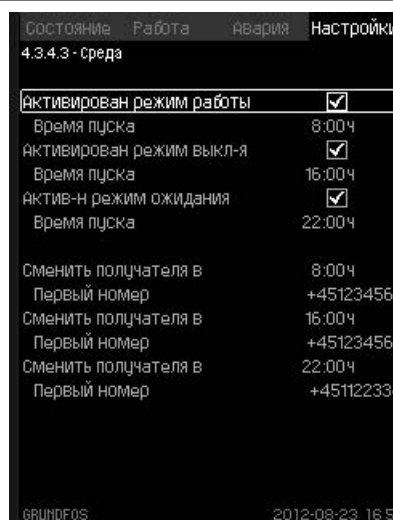 Состояние Работа Авария Настройки
4.3.4.3 - Среда
Активирован режим работы
Время пуска 8:00ч
Активирован режим выкл-я
Время пуска 16:00ч
Актив-н режим ожидания
Время пуска 22:00ч
Сменить получателя в 8:00ч
Первый номер +45123456
Сменить получателя в 16:00ч
Первый номер +45123456
Сменить получателя в 22:00ч
Первый номер +45112233
GRUNDFOS 2012-08-23 16:5